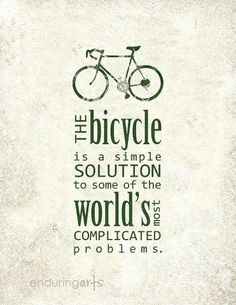 THE bicycle
is a simple
SOLUTION
to some of the
world's most
COMPLICATED
problems.
enduringarts